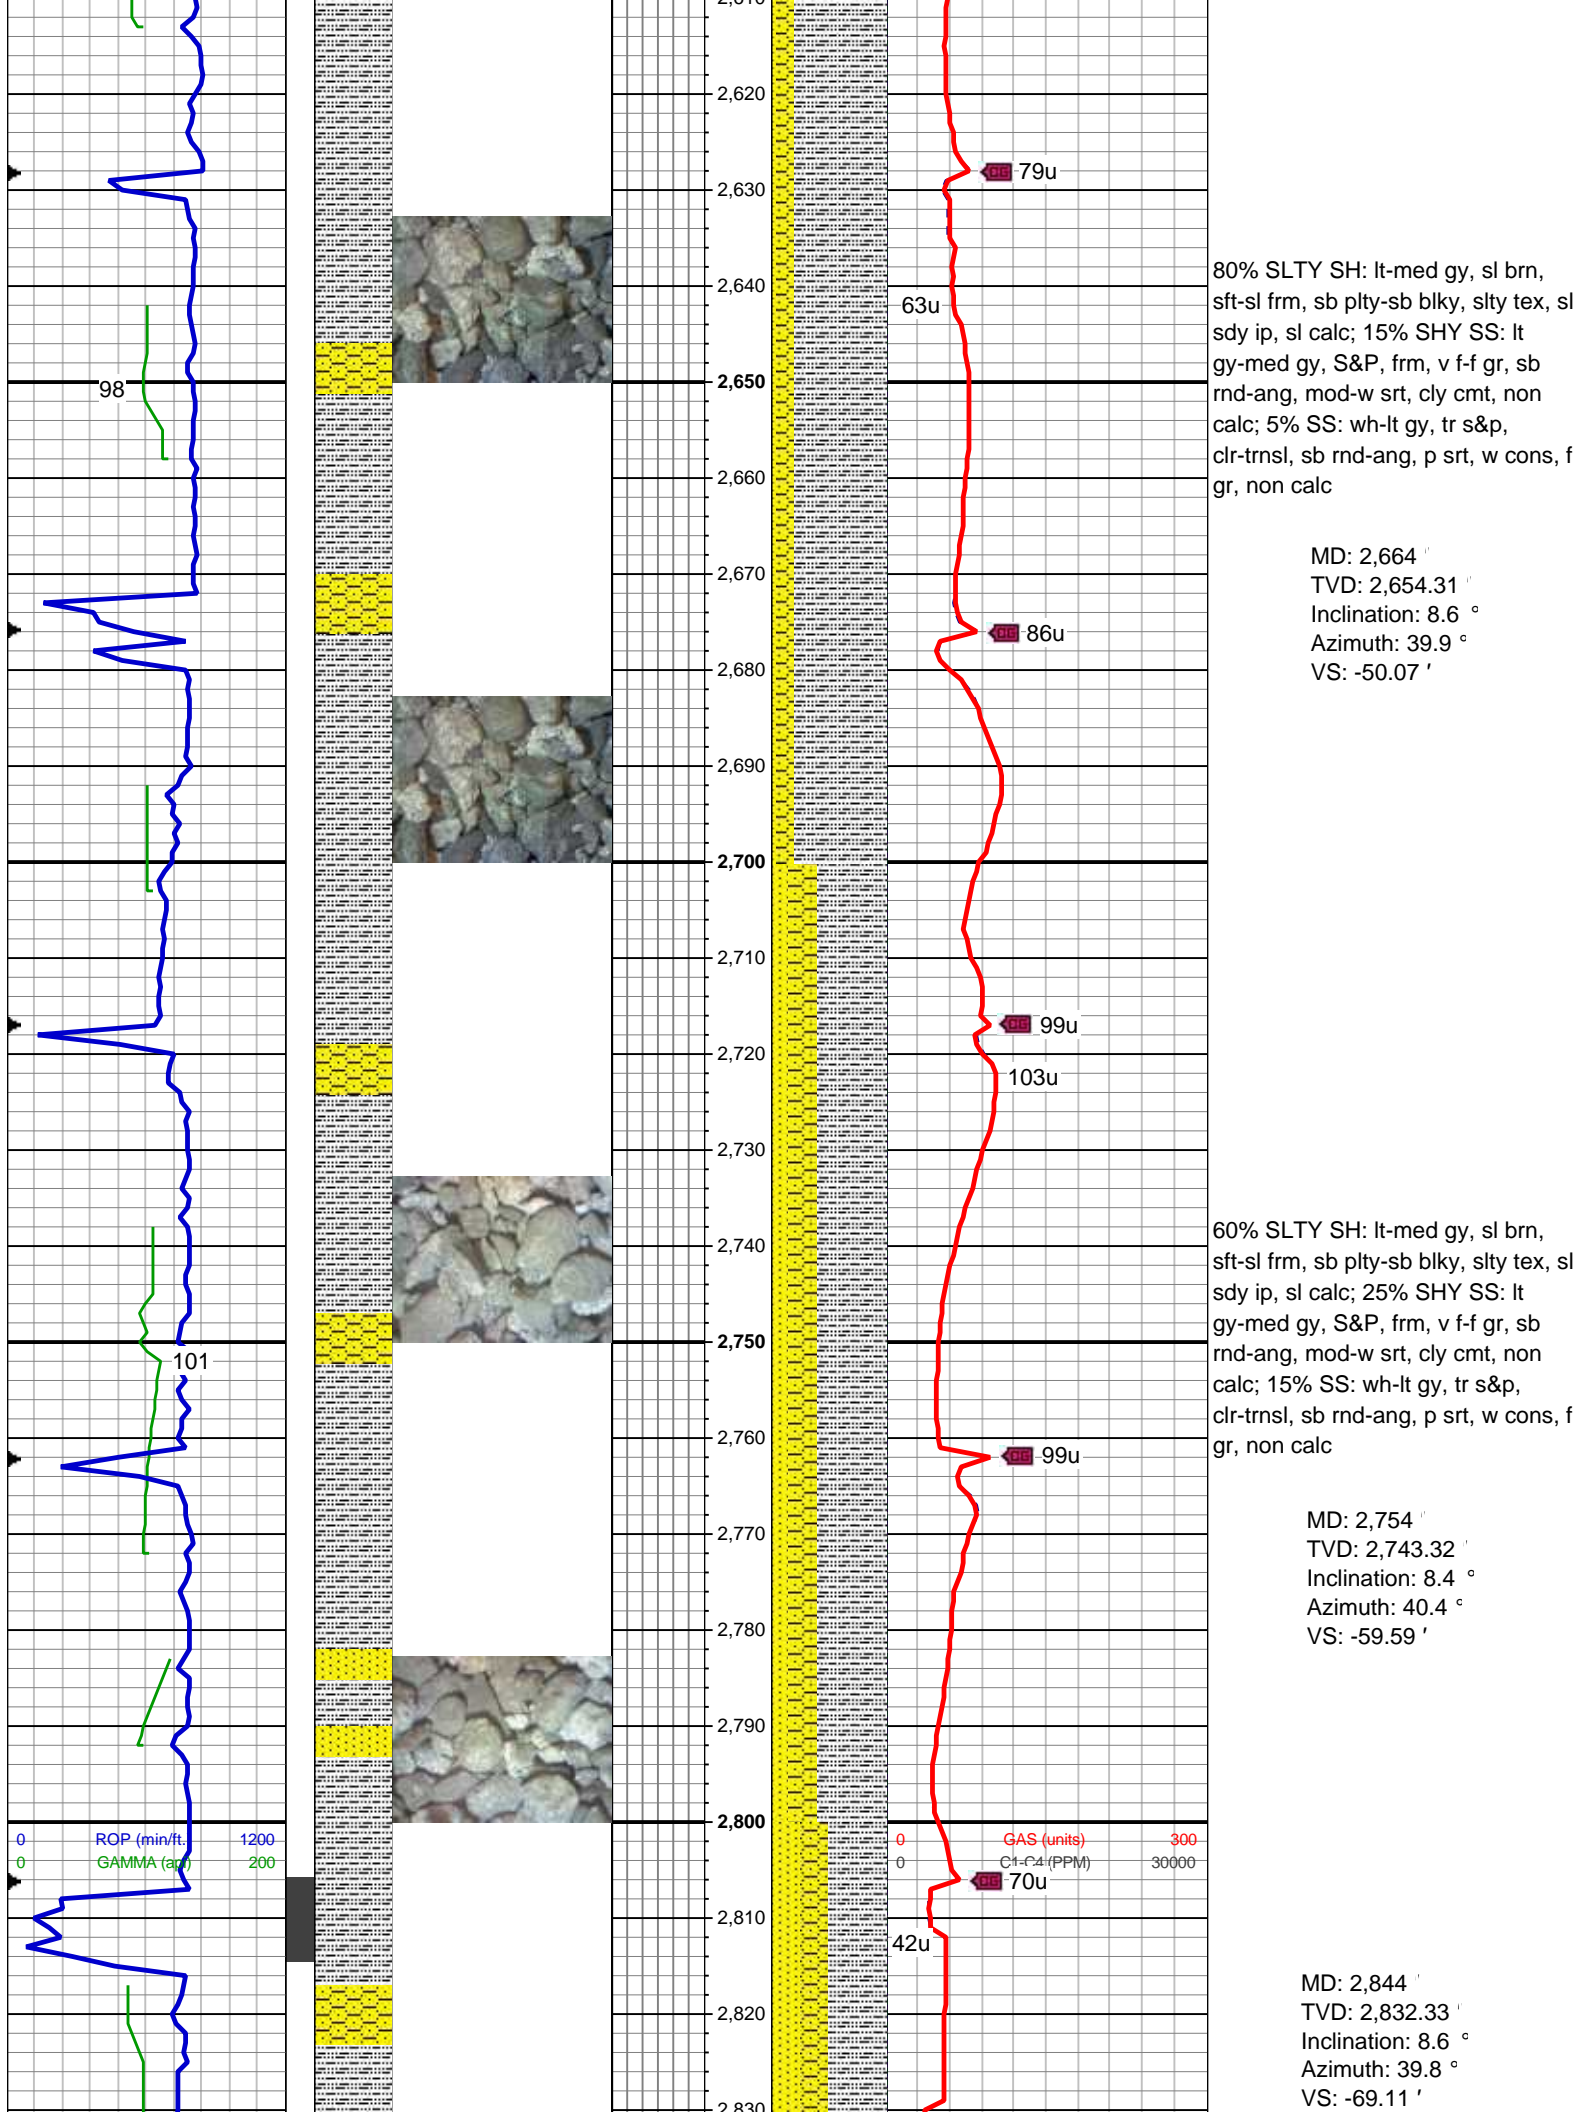 2,620
CG 79u
2,630
80% SLTY SH: lt-med gy, sl brn,
sft-sl frm, sb plty-sb blky, slty tex, sl
sdy ip, sl calc; 15% SHY SS: lt
gy-med gy, S&P, frm, v f-f gr, sb
rnd-ang, mod-w srt, cly cmt, non
calc; 5% SS: wh-lt gy, tr s&p,
clr-trnsl, sb rnd-ang, p srt, w cons, f
gr, non calc
2,640
63u
98
2,650
2,660
MD: 2,664 '
TVD: 2,654.31 '
Inclination: 8.6 °
Azimuth: 39.9 °
VS: -50.07 '
2,670
CG 86u
2,680
2,690
2,700
2,710
CG 99u
2,720
103u
2,730
2,740
60% SLTY SH: lt-med gy, sl brn,
sft-sl frm, sb plty-sb blky, slty tex, sl
sdy ip, sl calc; 25% SHY SS: lt
gy-med gy, S&P, frm, v f-f gr, sb
rnd-ang, mod-w srt, cly cmt, non
calc; 15% SS: wh-lt gy, tr s&p,
clr-trnsl, sb rnd-ang, p srt, w cons, f
gr, non calc
2,750
101
2,760
CG 99u
MD: 2,754 '
TVD: 2,743.32 '
Inclination: 8.4 °
Azimuth: 40.4 °
VS: -59.59 '
2,770
2,780
2,790
2,800
0 ROP (min/ft. 1200
0 GAMMA (api) 200
0 GAS (units) 300
0 C1-C4 (PPM) 30000
CG 70u
2,810
42u
2,820
MD: 2,844 '
TVD: 2,832.33 '
Inclination: 8.6 °
Azimuth: 39.8 °
VS: -69.11 '
2,830